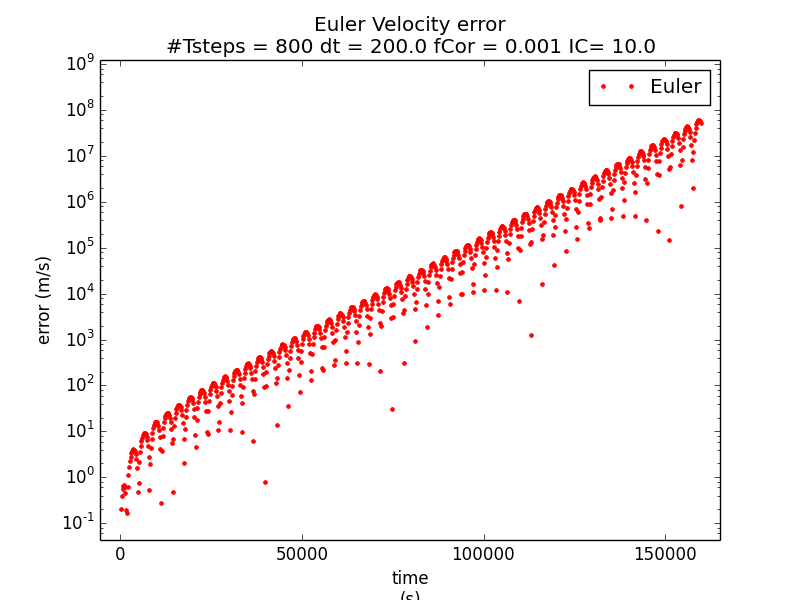 Euler Velocity error
#Tsteps = 800 dt = 200.0 fCor = 0.001 IC= 10.0
Euler
10^9
10^8
10^7
10^6
10^5
10^4
10^3
10^2
10^1
10^0
10^-1
error (m/s)
0
50000
100000
150000
time
(s)